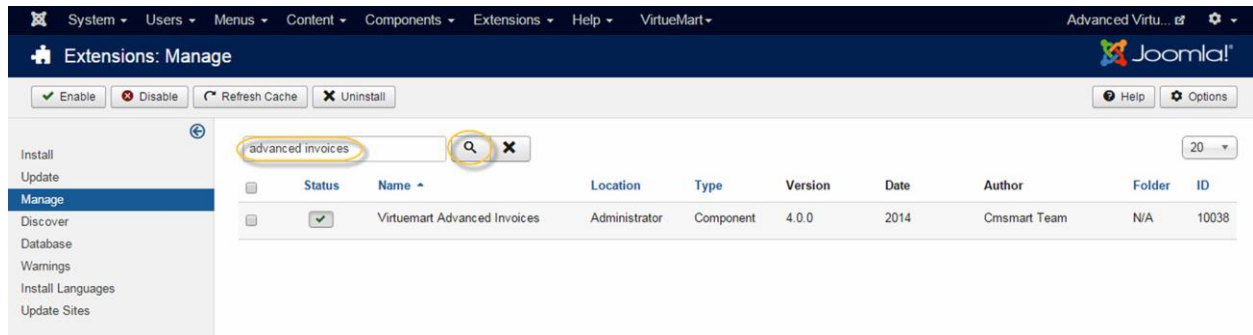 System Users Menus Content Components Extensions Help VirtueMart Advanced Virtu...
Extensions: Manage Joomla!®
Enable Disable Refresh Cache Uninstall Help Options
advanced invoices 20
Install
Update
Manage
Discover
Database
Warnings
Install Languages
Update Sites
Status Name Location Type Version Date Author Folder ID
Virtuemart Advanced Invoices Administrator Component 4.0.0 2014 Cmsmart Team N/A 10038